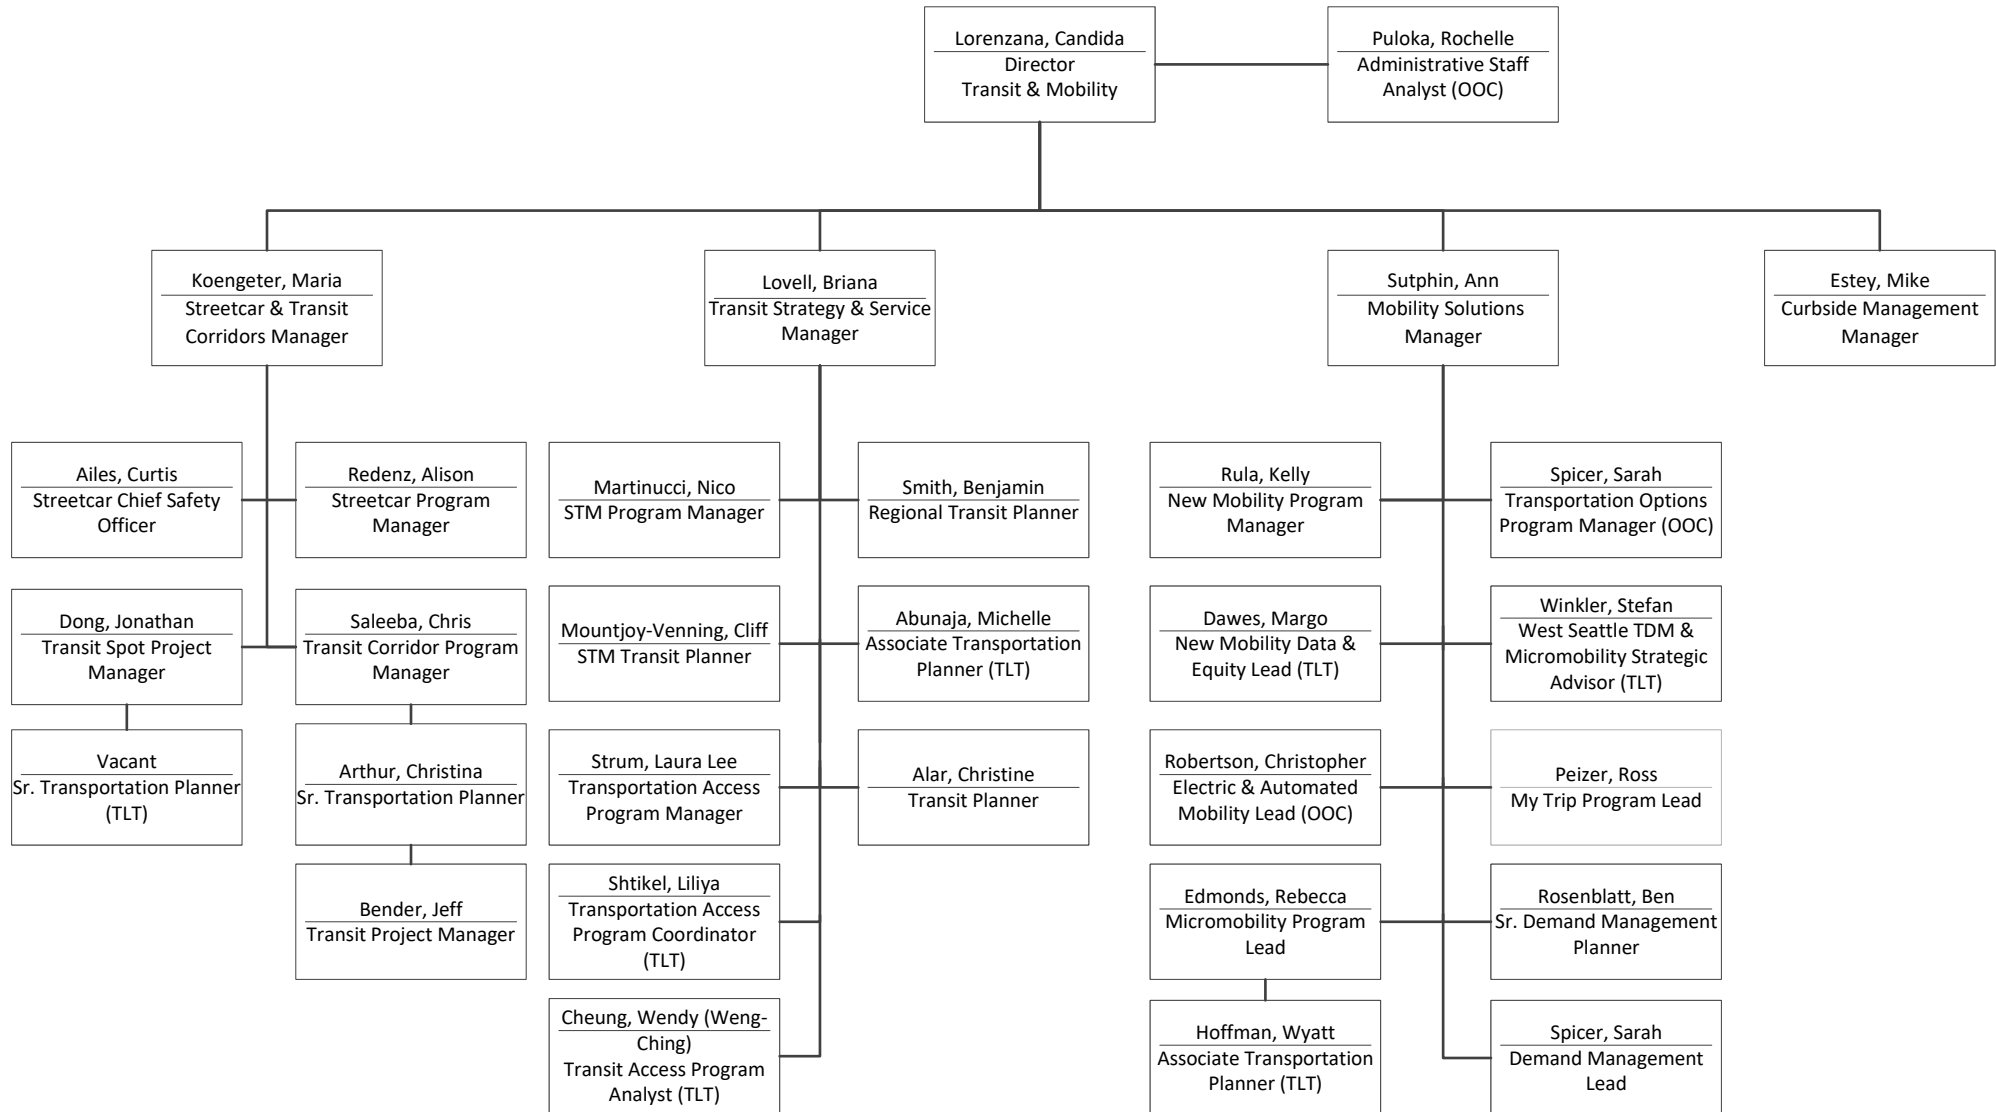 Lorenzana, Candida
Director
Transit & Mobility
Puloka, Rochelle
Administrative Staff
Analyst (OOC)
Koengeter, Maria
Streetcar & Transit
Corridors Manager
Lovell, Briana
Transit Strategy & Service
Manager
Sutphin, Ann
Mobility Solutions
Manager
Estey, Mike
Curbside Management
Manager
Ailes, Curtis
Streetcar Chief Safety
Officer
Redenz, Alison
Streetcar Program
Manager
Martinucci, Nico
STM Program Manager
Smith, Benjamin
Regional Transit Planner
Rula, Kelly
New Mobility Program
Manager
Spicer, Sarah
Transportation Options
Program Manager (OOC)
Dong, Jonathan
Transit Spot Project
Manager
Saleeba, Chris
Transit Corridor Program
Manager
Mountjoy-Venning, Cliff
STM Transit Planner
Abunaja, Michelle
Associate Transportation
Planner (TLT)
Dawes, Margo
New Mobility Data &
Equity Lead (TLT)
Winkler, Stefan
West Seattle TDM &
Micromobility Strategic
Advisor (TLT)
Vacant
Sr. Transportation Planner
(TLT)
Arthur, Christina
Sr. Transportation Planner
Strum, Laura Lee
Transportation Access
Program Manager
Alar, Christine
Transit Planner
Robertson, Christopher
Electric & Automated
Mobility Lead (OOC)
Peizer, Ross
My Trip Program Lead
Bender, Jeff
Transit Project Manager
Shtikel, Liliya
Transportation Access
Program Coordinator
(TLT)
Edmonds, Rebecca
Micromobility Program
Lead
Rosenblatt, Ben
Sr. Demand Management
Planner
Cheung, Wendy (Weng-
Ching)
Transit Access Program
Analyst (TLT)
Hoffman, Wyatt
Associate Transportation
Planner (TLT)
Spicer, Sarah
Demand Management
Lead